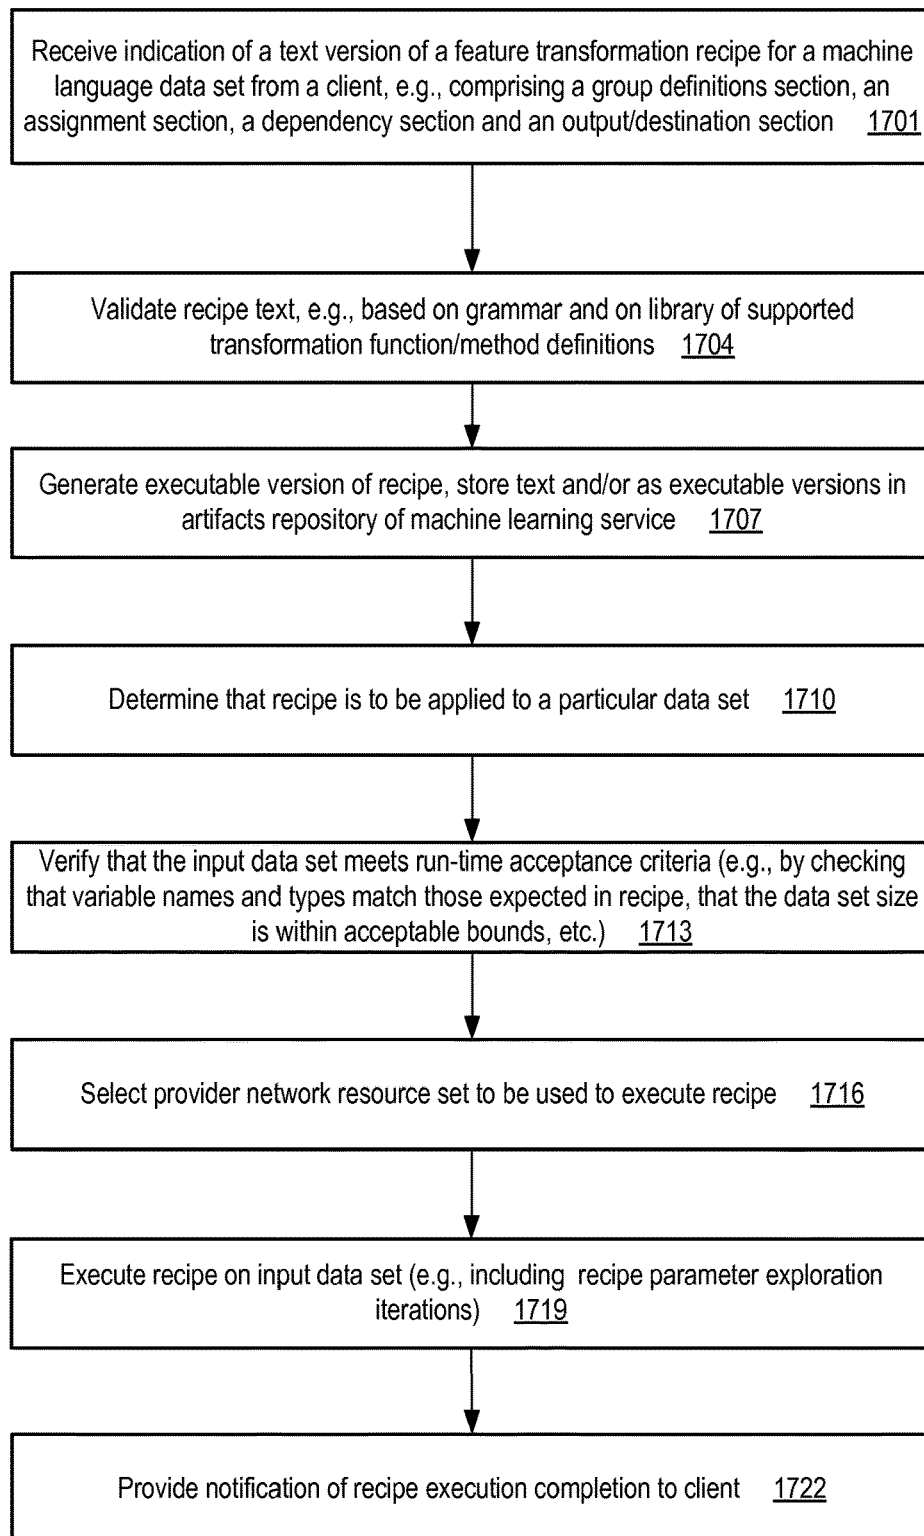 Receive indication of a text version of a feature transformation recipe for a machine
language data set from a client, e.g., comprising a group definitions section, an
assignment section, a dependency section and an output/destination section 1701
Validate recipe text, e.g., based on grammar and on library of supported
transformation function/method definitions 1704
Generate executable version of recipe, store text and/or as executable versions in
artifacts repository of machine learning service 1707
Determine that recipe is to be applied to a particular data set 1710
Verify that the input data set meets run-time acceptance criteria (e.g., by checking
that variable names and types match those expected in recipe, that the data set size
is within acceptable bounds, etc.) 1713
Select provider network resource set to be used to execute recipe 1716
Execute recipe on input data set (e.g., including recipe parameter exploration
iterations) 1719
Provide notification of recipe execution completion to client 1722